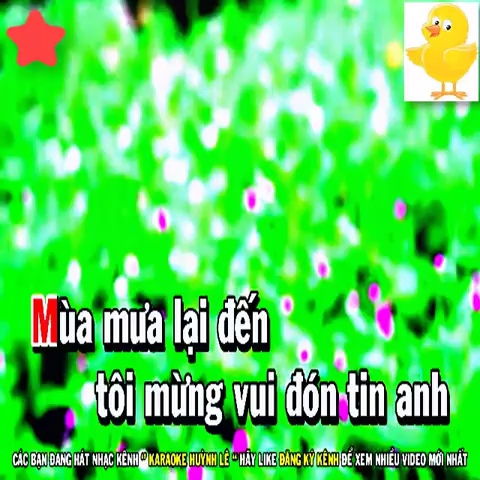 Mùa mưa lại đến
tôi mừng vui đón tin anh
CÁC BẠN ĐANG HÁT NHẠC KÊNH " KARAOKE HUỲNH LÊ " HÃY LIKE ĐĂNG KÝ KÊNH ĐỂ XEM NHIỀU VIDEO MỚI NHẤT